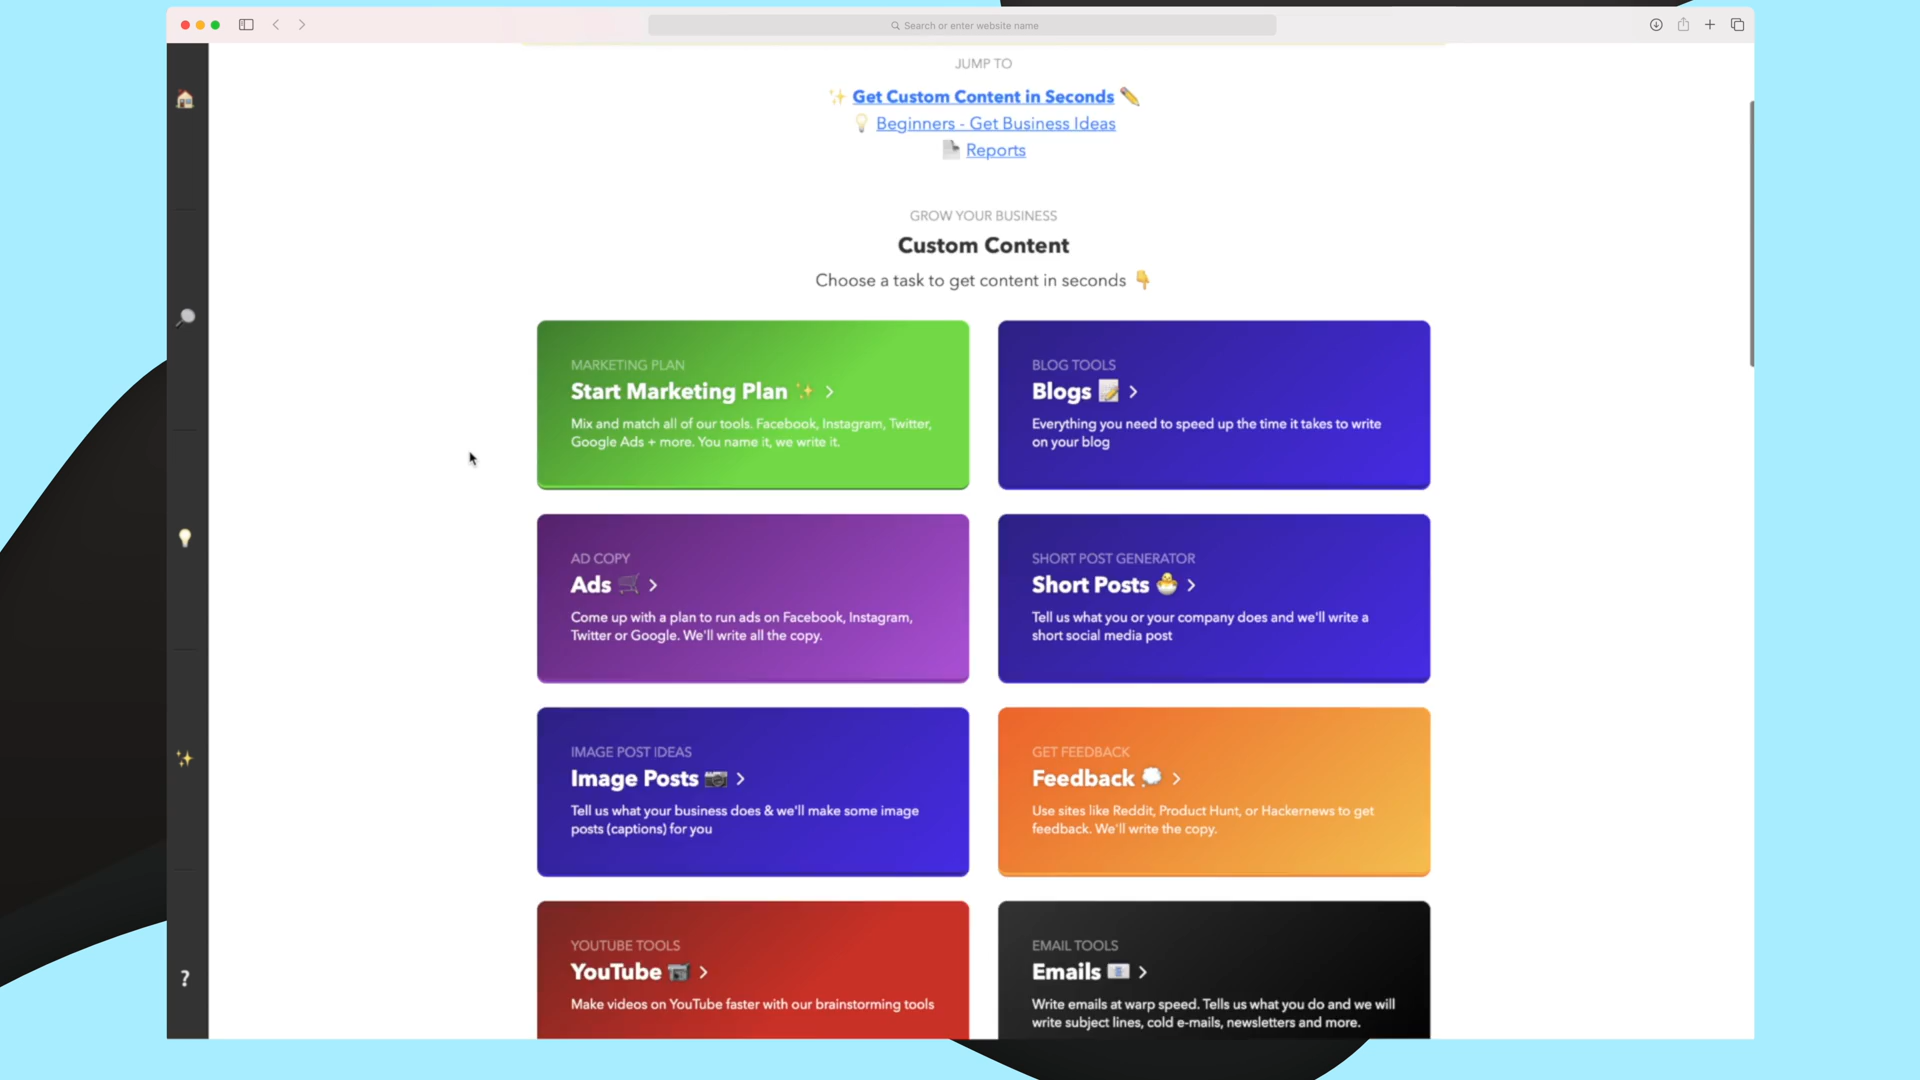 Search or enter website name
JUMP TO
Get Custom Content in Seconds
Beginners - Get Business Ideas
Reports
GROW YOUR BUSINESS
Custom Content
Choose a task to get content in seconds
MARKETING PLAN
Start Marketing Plan
Mix and match all of our tools. Facebook, Instagram, Twitter,
Google Ads + more. You name it, we write it.
BLOG TOOLS
Blogs
Everything you need to speed up the time it takes to write
on your blog
AD COPY
Ads
Come up with a plan to run ads on Facebook, Instagram,
Twitter or Google. We'll write all the copy.
SHORT POST GENERATOR
Short Posts
Tell us what you or your company does and we'll write a
short social media post
IMAGE POST IDEAS
Image Posts
Tell us what your business does & we'll make some image
posts (captions) for you
GET FEEDBACK
Feedback
Use sites like Reddit, Product Hunt, or Hackernews to get
feedback. We'll write the copy.
YOUTUBE TOOLS
YouTube
Make videos on YouTube faster with our brainstorming tools
EMAIL TOOLS
Emails
Write emails at warp speed. Tells us what you do and we will
write subject lines, cold e-mails, newsletters and more.
?